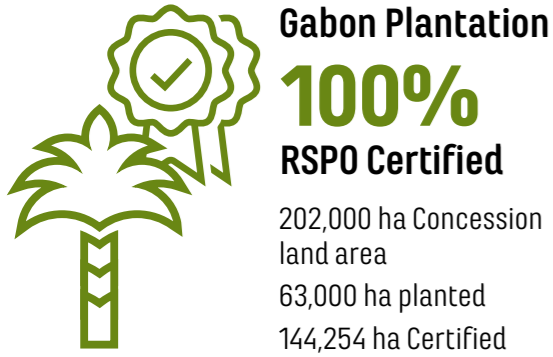 Gabon Plantation
100%
RSPO Certified
202,000 ha Concession
land area
63,000 ha planted
144,254 ha Certified